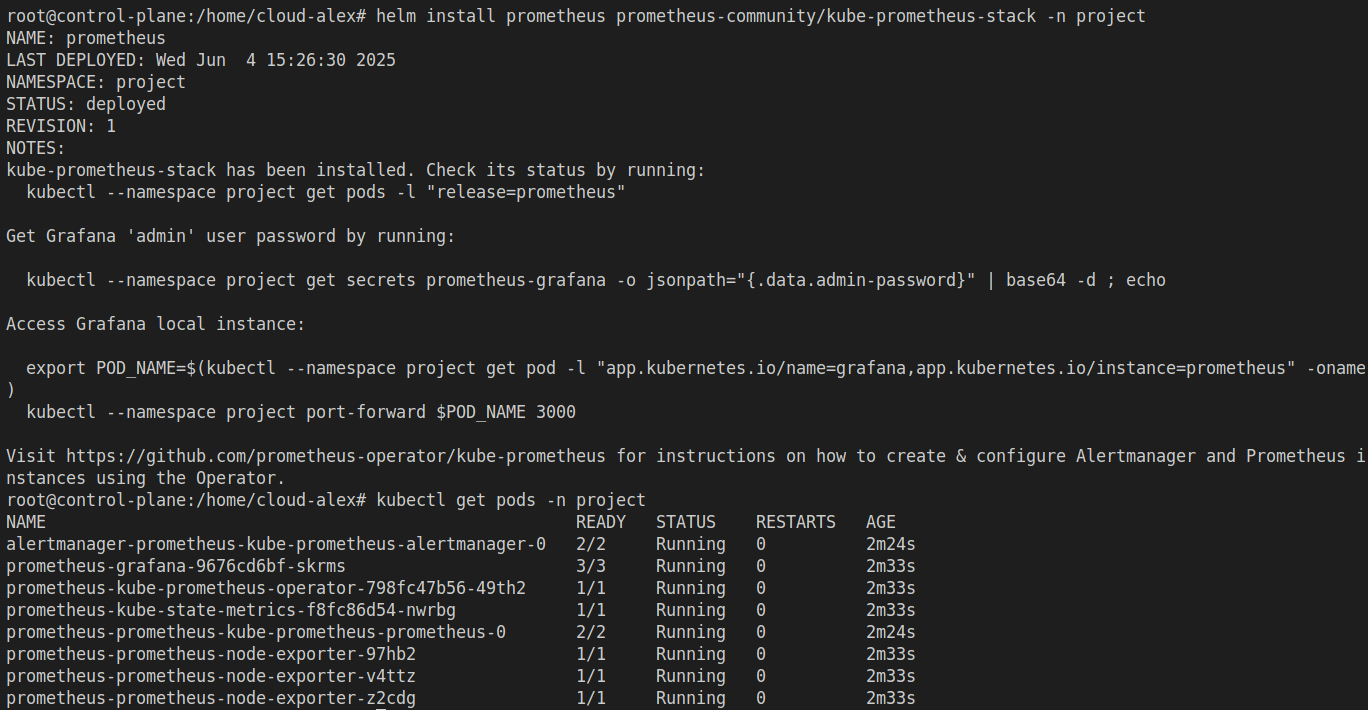 root@control-plane:/home/cloud-alex# helm install prometheus prometheus-community/kube-prometheus-stack -n project
NAME: prometheus
LAST DEPLOYED: Wed Jun  4 15:26:30 2025
NAMESPACE: project
STATUS: deployed
REVISION: 1
NOTES:
kube-prometheus-stack has been installed. Check its status by running:
  kubectl --namespace project get pods -l "release=prometheus"

Get Grafana 'admin' user password by running:

  kubectl --namespace project get secrets prometheus-grafana -o jsonpath="{.data.admin-password}" | base64 -d ; echo

Access Grafana local instance:

  export POD_NAME=$(kubectl --namespace project get pod -l "app.kubernetes.io/name=grafana,app.kubernetes.io/instance=prometheus" -oname
)
  kubectl --namespace project port-forward $POD_NAME 3000

Visit https://github.com/prometheus-operator/kube-prometheus for instructions on how to create & configure Alertmanager and Prometheus i
nstances using the Operator.
root@control-plane:/home/cloud-alex# kubectl get pods -n project
NAME                                                     READY   STATUS    RESTARTS   AGE
alertmanager-prometheus-kube-prometheus-alertmanager-0   2/2     Running   0          2m24s
prometheus-grafana-9676cd6bf-skrms                       3/3     Running   0          2m33s
prometheus-kube-prometheus-operator-798fc47b56-49th2     1/1     Running   0          2m33s
prometheus-kube-state-metrics-f8fc86d54-nwrbg            1/1     Running   0          2m33s
prometheus-prometheus-kube-prometheus-prometheus-0       2/2     Running   0          2m24s
prometheus-prometheus-node-exporter-97hb2                1/1     Running   0          2m33s
prometheus-prometheus-node-exporter-v4ttz                1/1     Running   0          2m33s
prometheus-prometheus-node-exporter-z2cdg                1/1     Running   0          2m33s